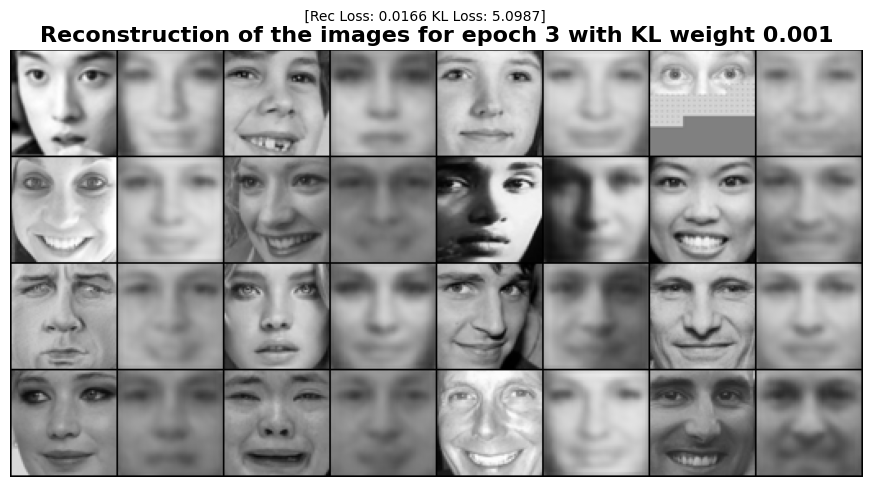 [Rec Loss: 0.0166 KL Loss: 5.0987]
Reconstruction of the images for epoch 3 with KL weight 0.001